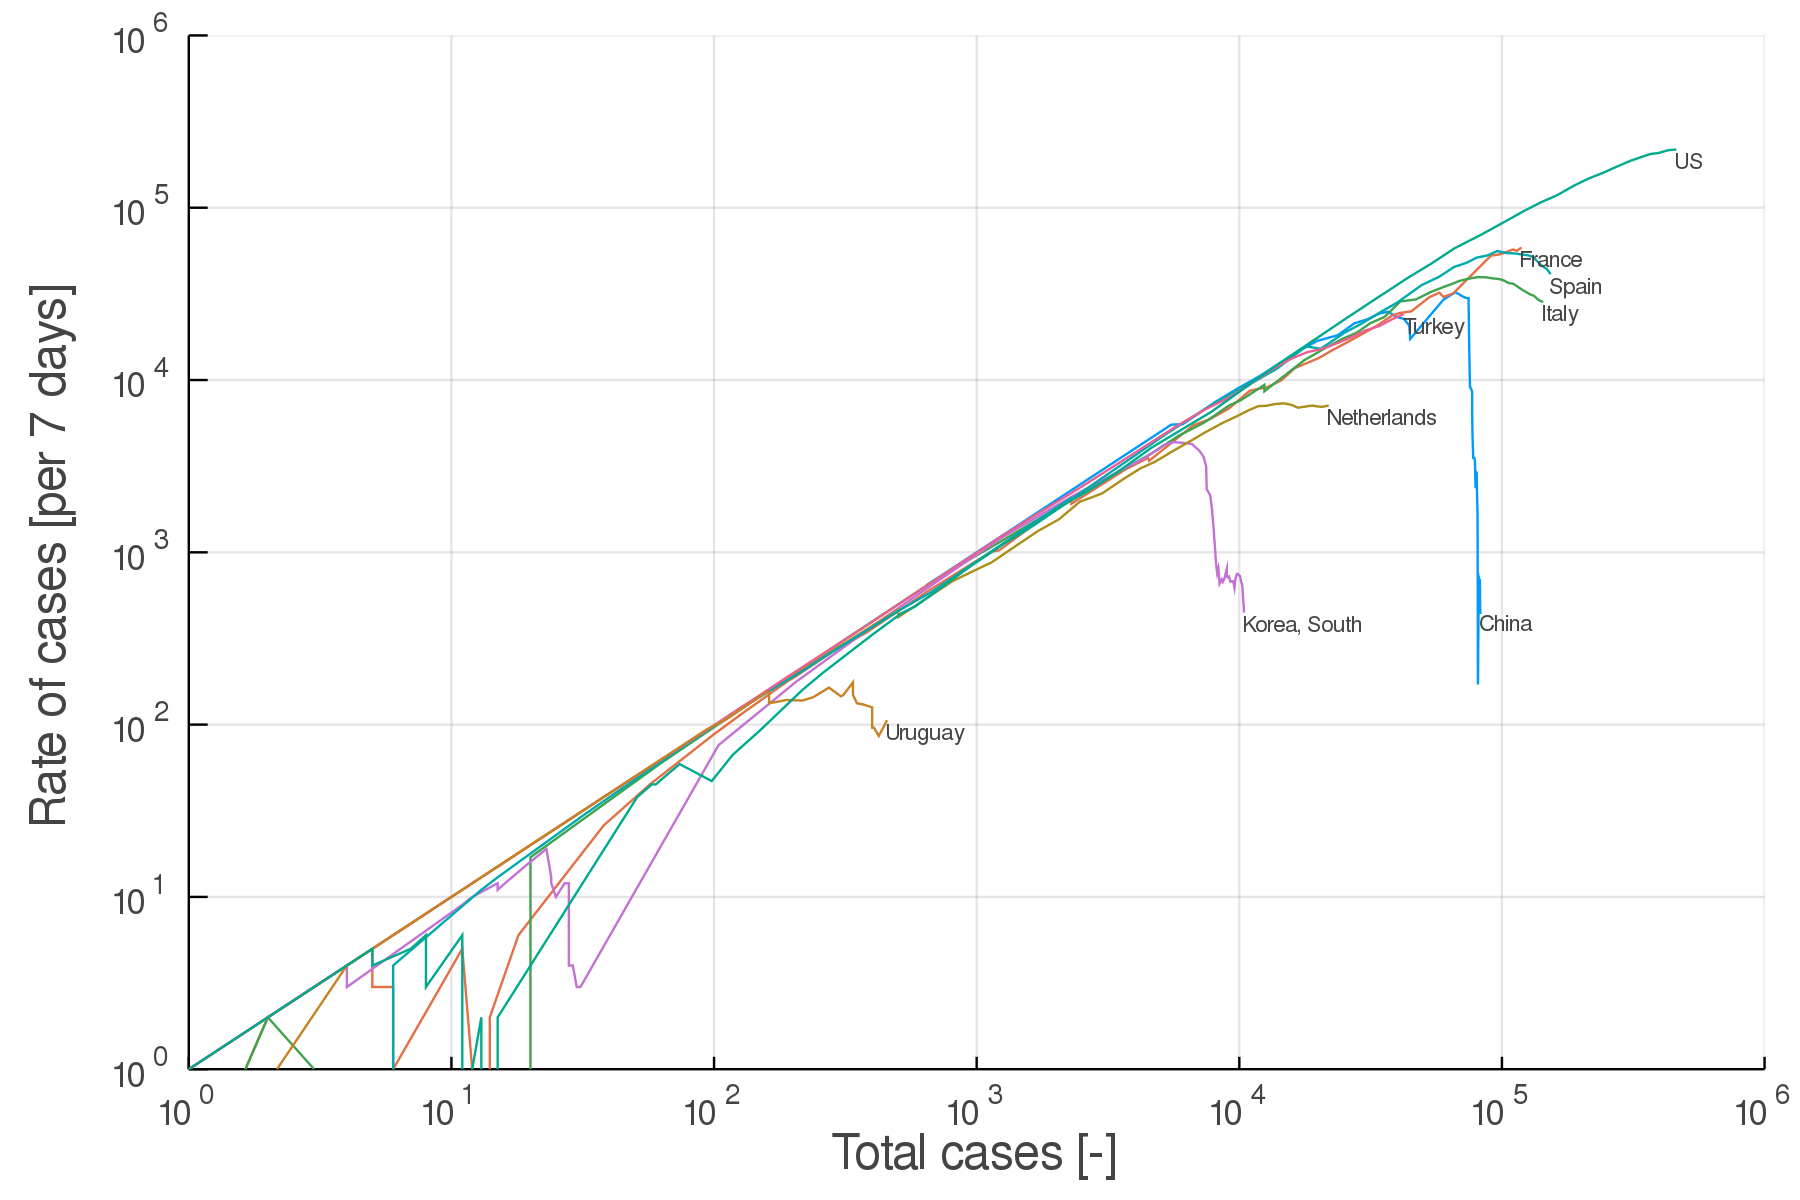 Rate of cases [per 7 days]
10^6
10^5
10^4
10^3
10^2
10^1
10^0
US
France
Spain
Italy
Turkey
Netherlands
Korea, South
China
Uruguay
10^0 10^1 10^2 10^3 10^4 10^5 10^6
Total cases [-]